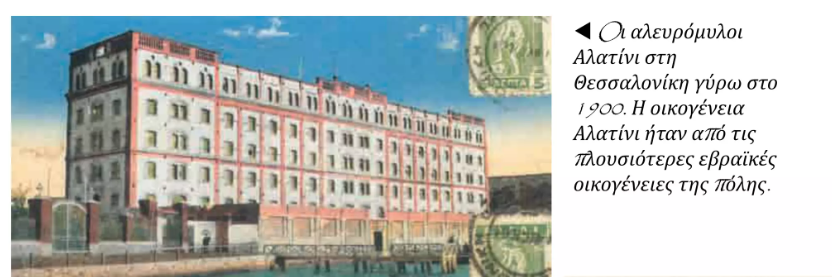 ◀ Οι αλευρόμυλοι
Αλατίνι στη
Θεσσαλονίκη γύρω στο
1900. Η οικογένεια
Αλατίνι ήταν από τις
πλουσιότερες εβραϊκές
οικογένειες της πόλης.